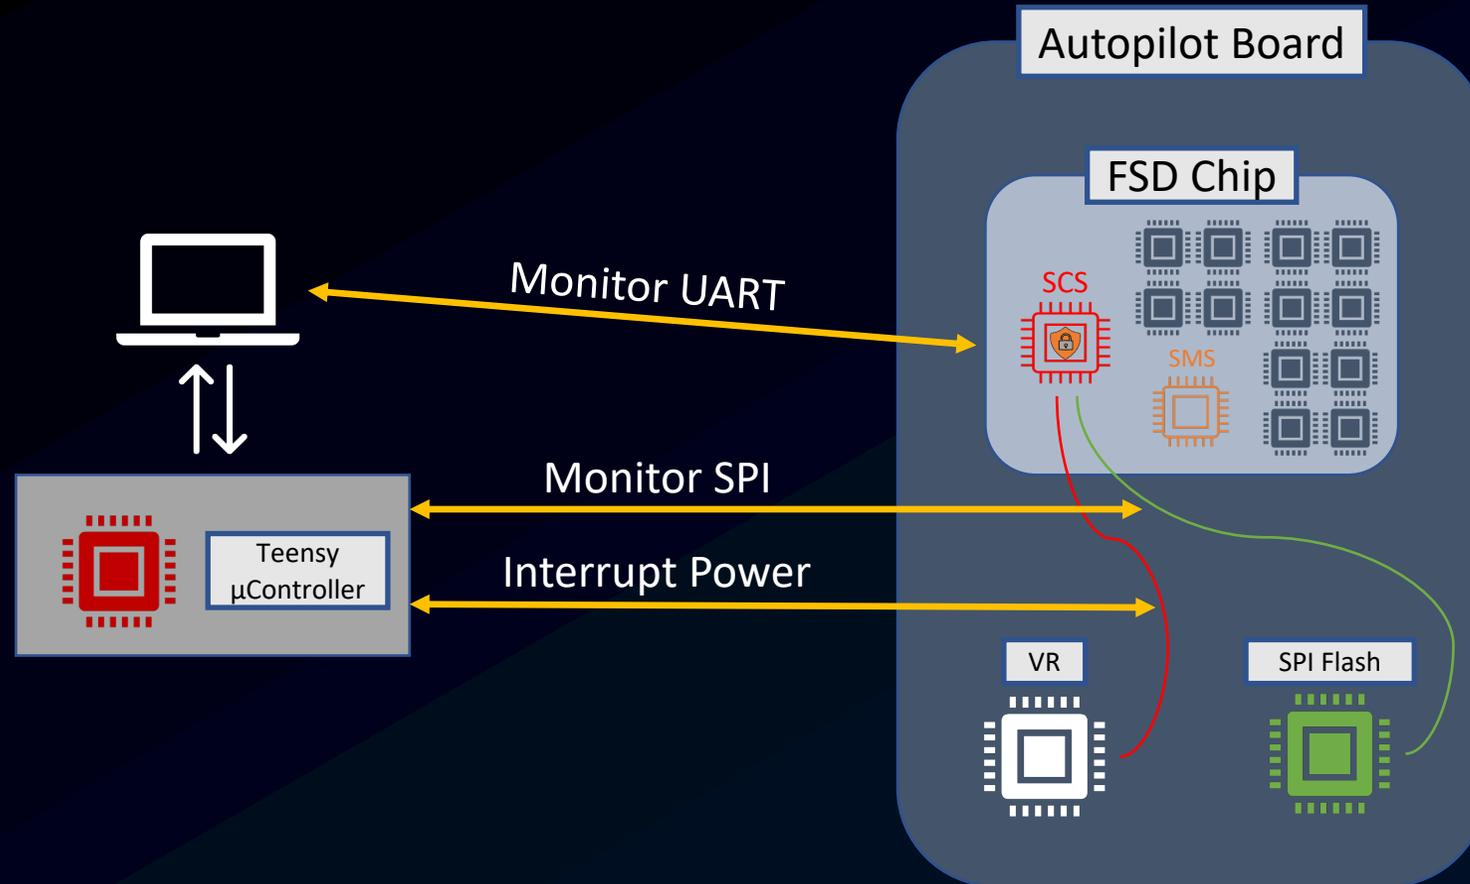 Autopilot Board
FSD Chip
SCS
SMS
Monitor UART
Monitor SPI
Interrupt Power
Teensy
µController
VR
SPI Flash